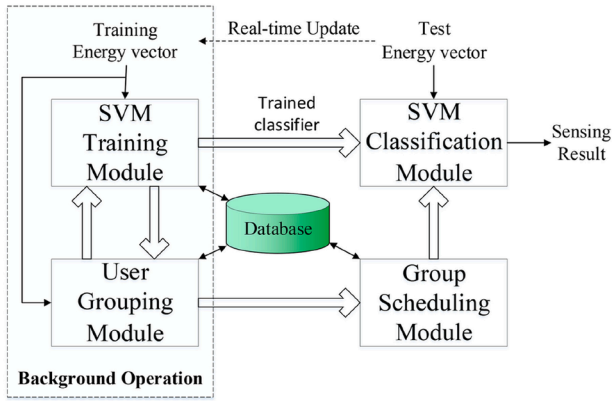 Training
Energy vector
Real-time Update
Test
Energy vector
SVM
Training
Module
Trained
classifier
SVM
Classification
Module
Sensing
Result
Database
User
Grouping
Module
Group
Scheduling
Module
Background Operation